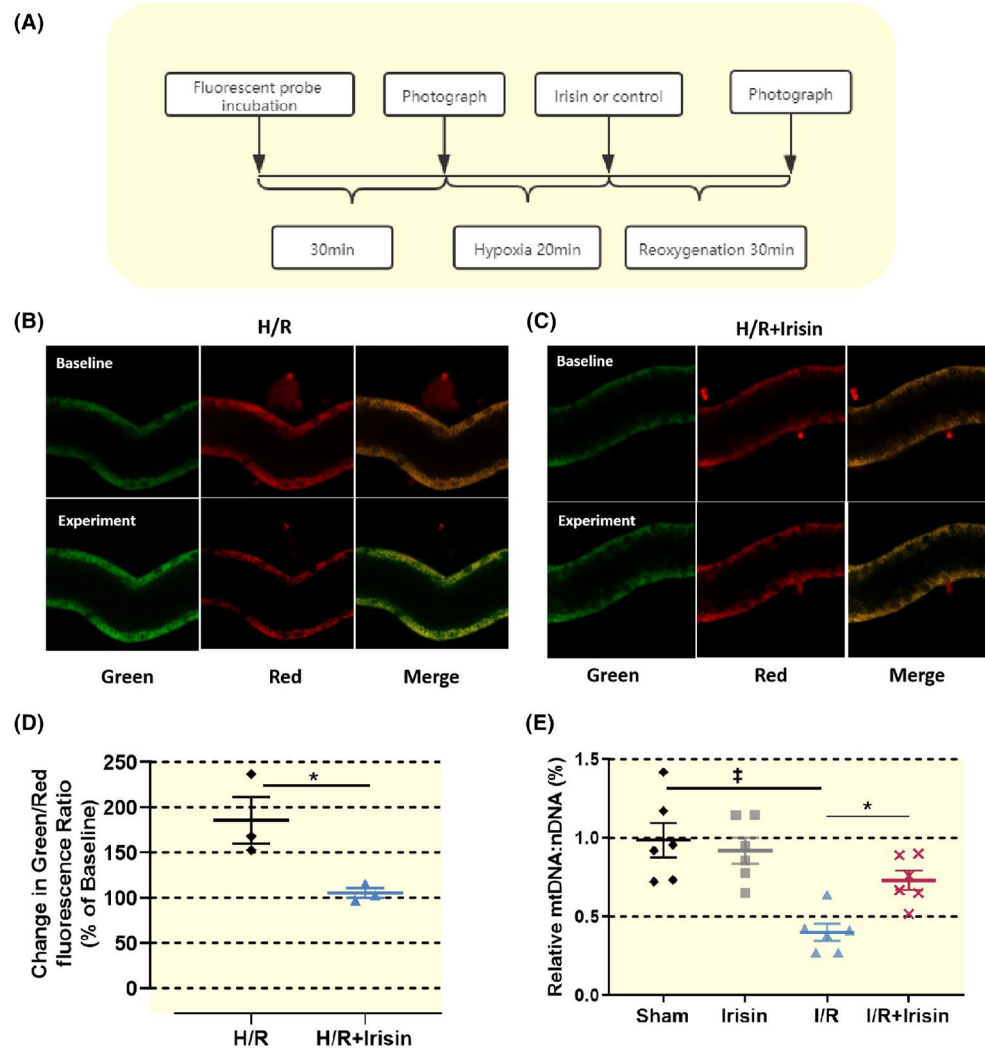 (A)
Fluorescent probe
incubation
Photograph
Irisin or control
Photograph
30min
Hypoxia 20min
Reoxygenation 30min
(B)
H/R
Baseline
Experiment
Green
Red
Merge
(C)
H/R+Irisin
Baseline
Experiment
Green
Red
Merge
(D)
Change in Green/Red
fluorescence Ratio
(% of Baseline)
250
200
150
100
50
0
*
H/R
H/R+Irisin
(E)
Relative mtDNA:nDNA (%)
1.5
1.0
0.5
0.0
‡
*
Sham
Irisin
I/R
I/R+Irisin